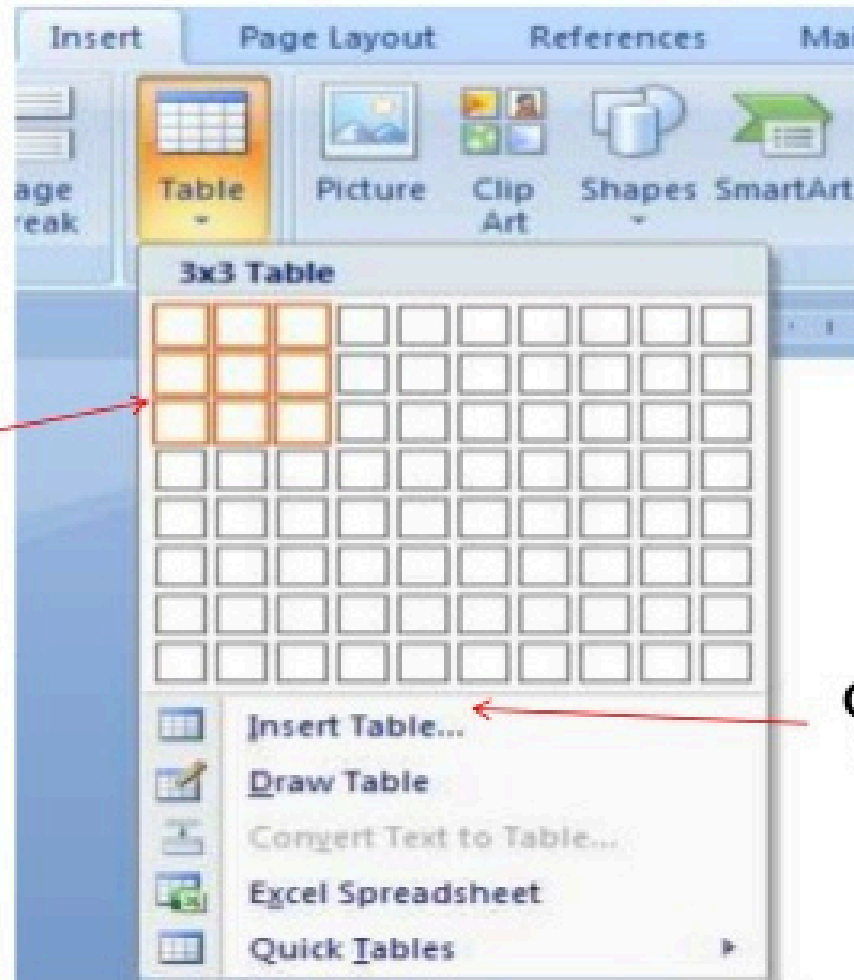 Insert Page Layout References Mai
age Table Picture Clip Shapes SmartArt
reak Art
3x3 Table
Insert Table...
Draw Table
Convert Text to Table...
Excel Spreadsheet
Quick Tables